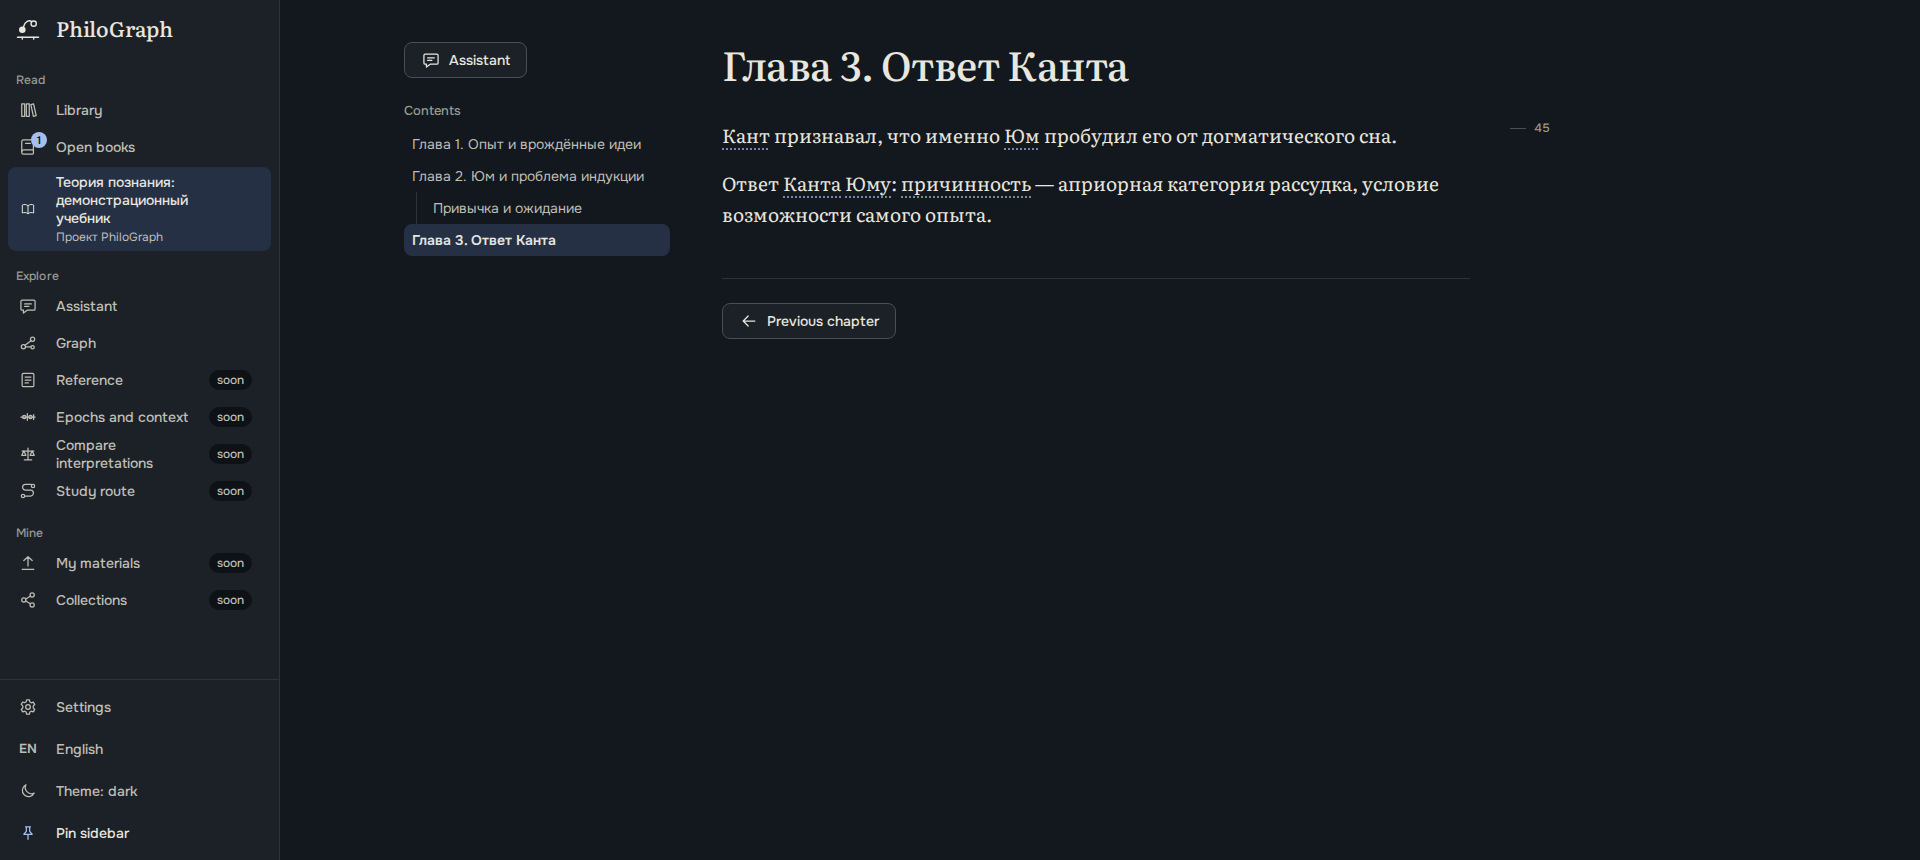 PhiloGraph
Read
Library
1
Open books
Теория познания:
демонстрационный
учебник
Проект PhiloGraph
Explore
Assistant
Graph
Reference
soon
Epochs and context
soon
Compare
interpretations
soon
Study route
soon
Mine
My materials
soon
Collections
soon
Settings
EN English
Theme: dark
Pin sidebar
Assistant
Contents
Глава 1. Опыт и врождённые идеи
Глава 2. Юм и проблема индукции
Привычка и ожидание
Глава 3. Ответ Канта
Глава 3. Ответ Канта
Кант признавал, что именно Юм пробудил его от догматического сна.
45
Ответ Канта Юму: причинность — априорная категория рассудка, условие
возможности самого опыта.
Previous chapter